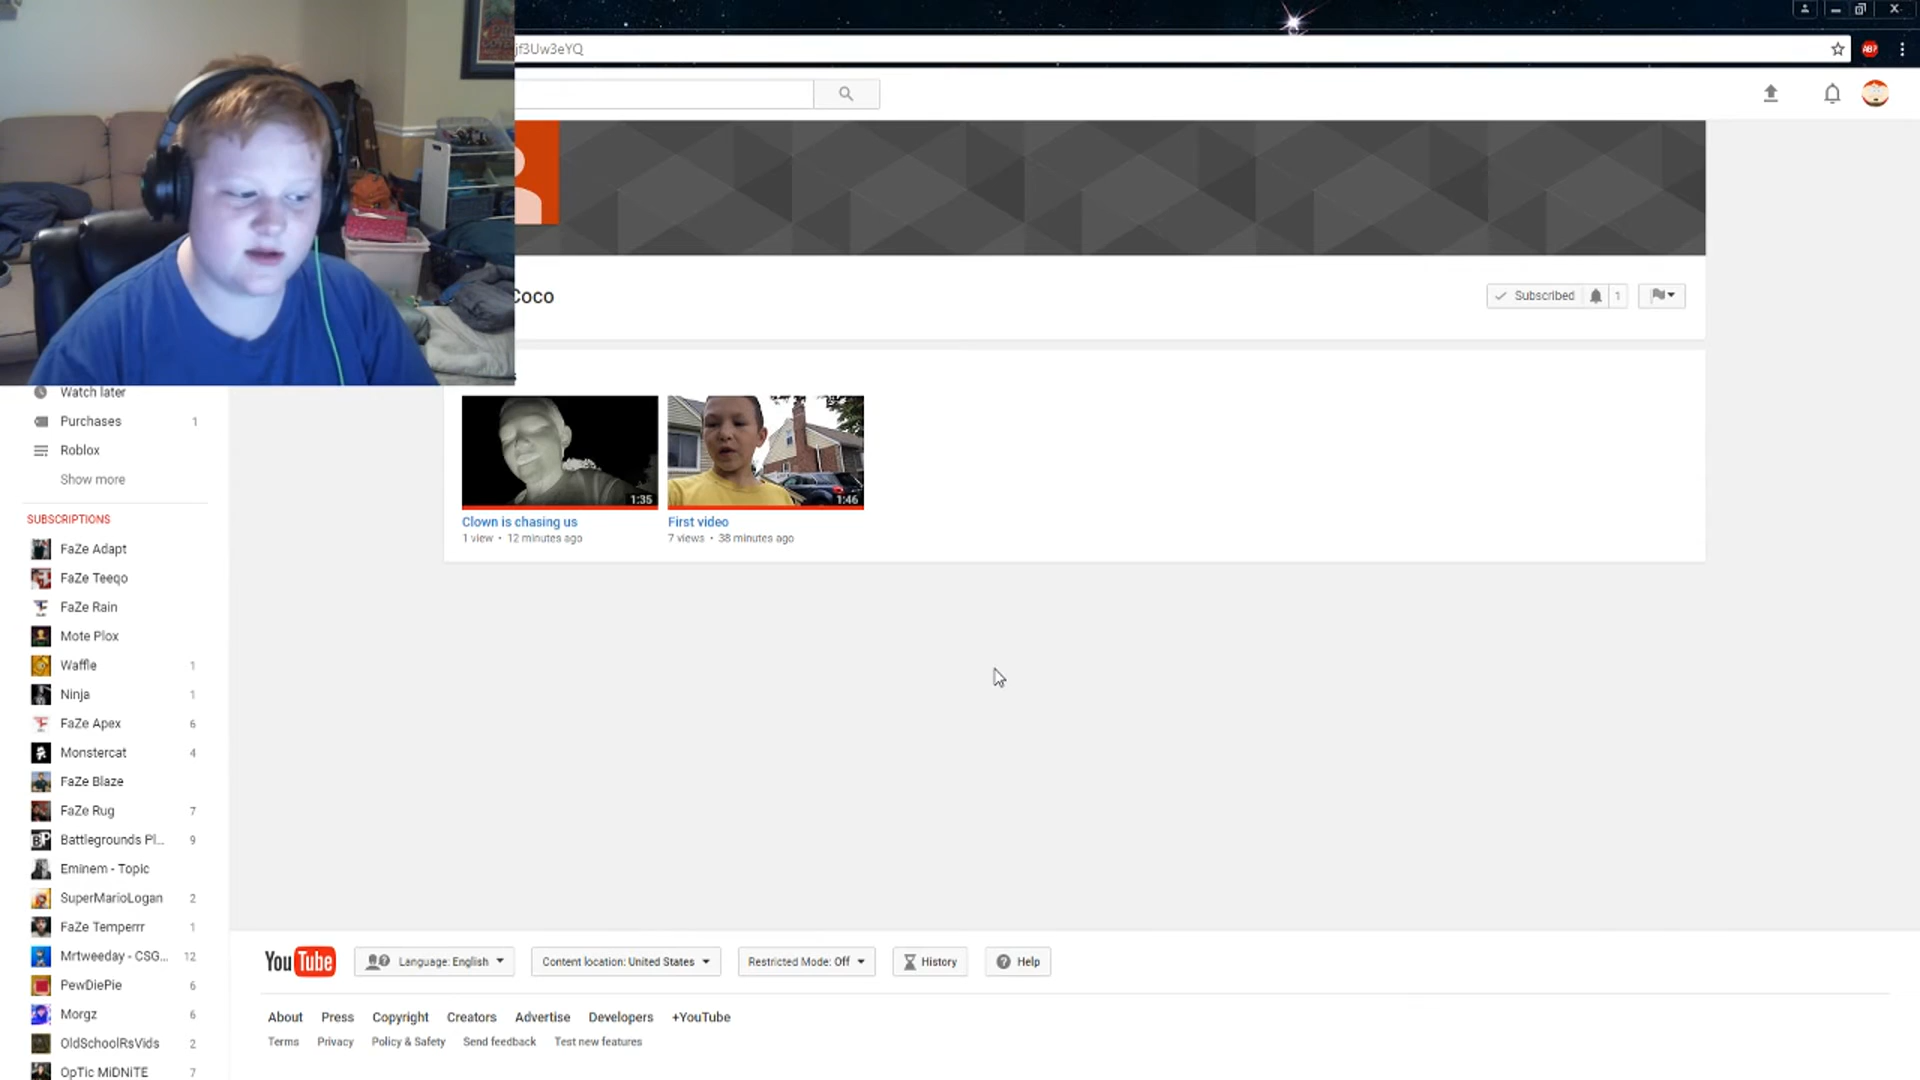 jf3Uw3eYQ
ABP
Coco
Subscribed 1
Watch later
Purchases 1
Roblox
Show more
SUBSCRIPTIONS
FaZe Adapt
FaZe Teeqo
FaZe Rain
Mote Plox
Waffle 1
Ninja 1
FaZe Apex 6
Monstercat 4
FaZe Blaze
FaZe Rug 7
Battlegrounds Pl... 9
Eminem - Topic
SuperMarioLogan 2
FaZe Temperrr 1
Mrtweeday - CSG... 12
PewDiePie 6
Morgz 6
OldSchoolRsVids 2
OpTic MiDNiTE 7
1:35
1:46
Clown is chasing us
1 view • 12 minutes ago
First video
7 views • 38 minutes ago
YouTube
Language: English
Content location: United States
Restricted Mode: Off
History
Help
About Press Copyright Creators Advertise Developers +YouTube
Terms Privacy Policy & Safety Send feedback Test new features